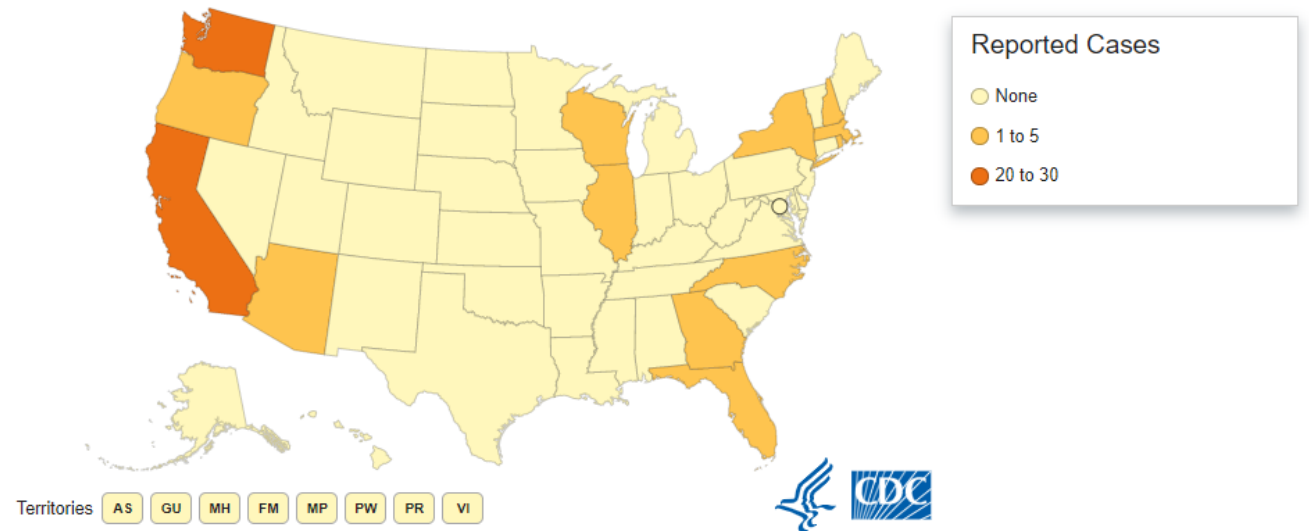 Reported Cases
None
1 to 5
20 to 30
Territories AS GU MH FM MP PW PR VI
CDC